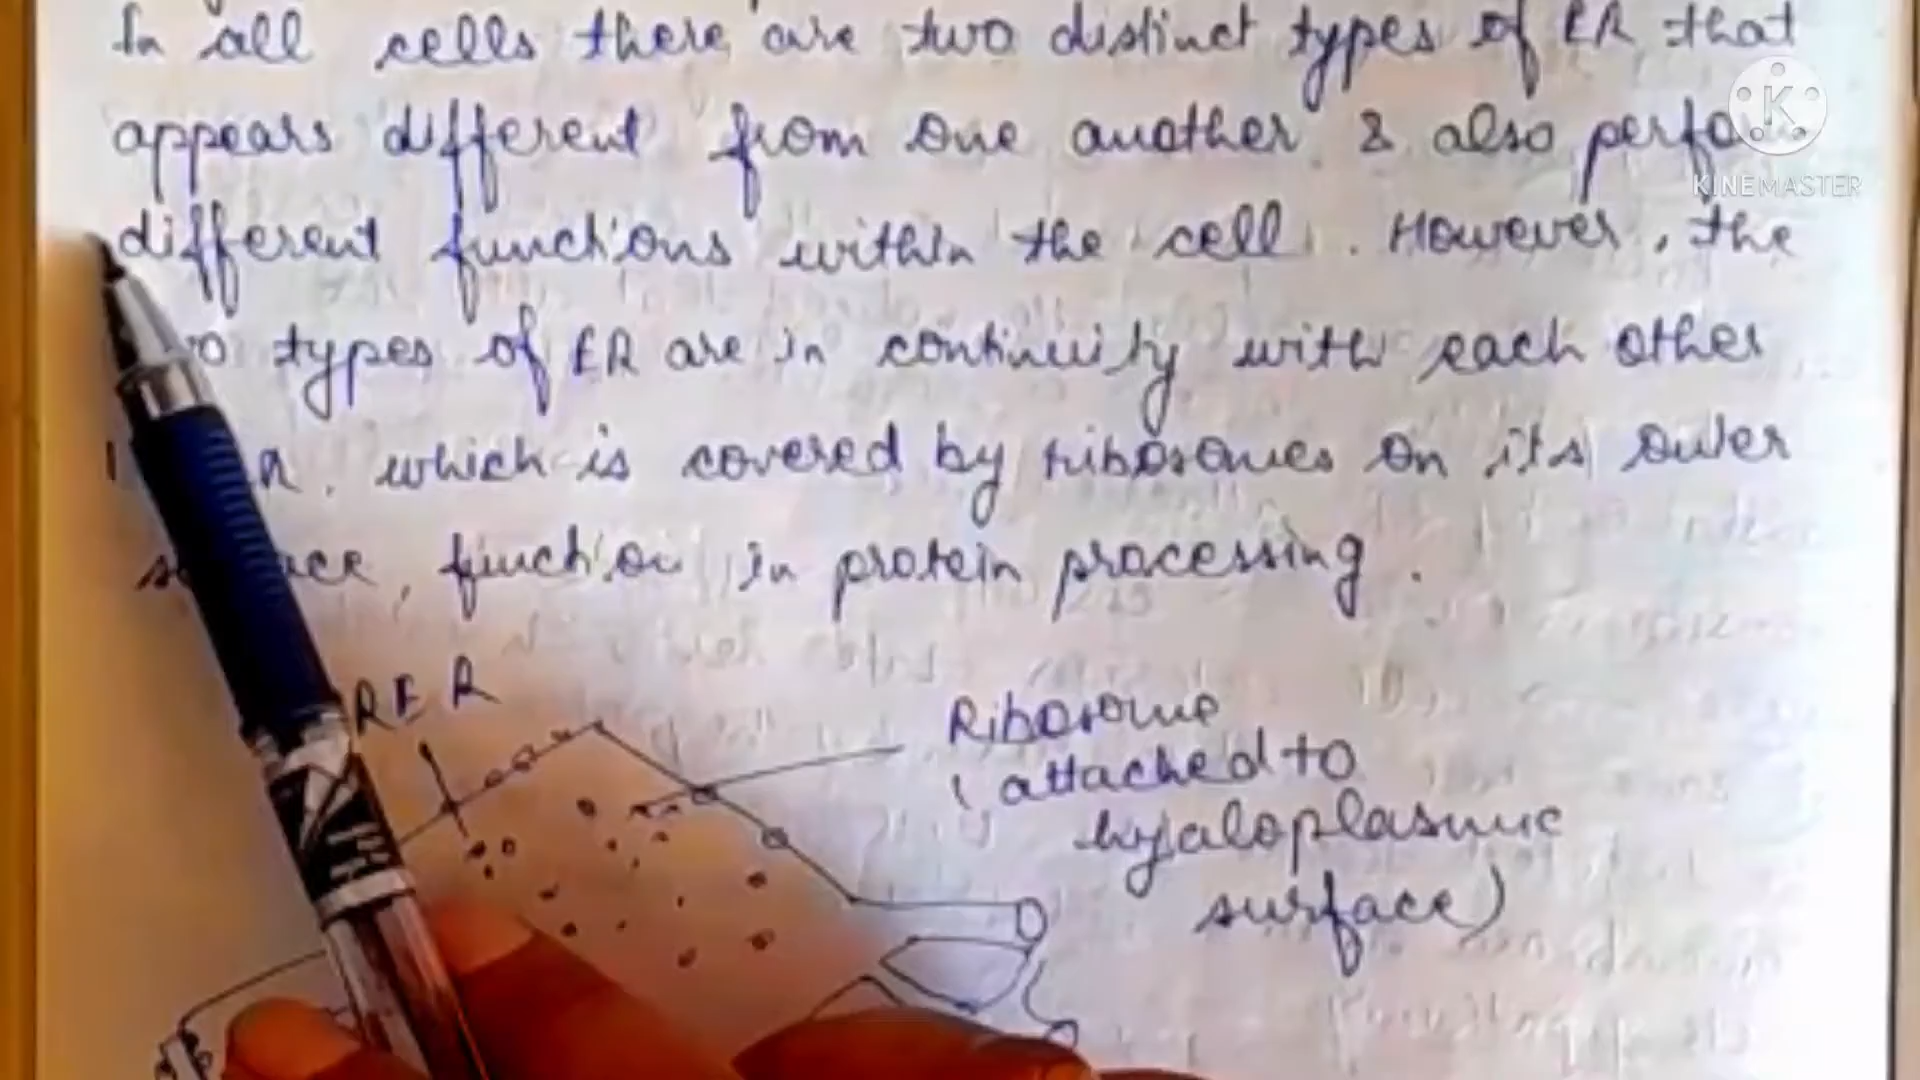 In all cells there are two distinct types of ER that
appears different from one another & also
different functions within the cell. However, the
types of ER are in continuity with each other
which is covered by ribosomes on its outer
function in protein processing.
RER
Ribosome
(attached to
hyaloplasmic
surface)
K
KINEMASTER